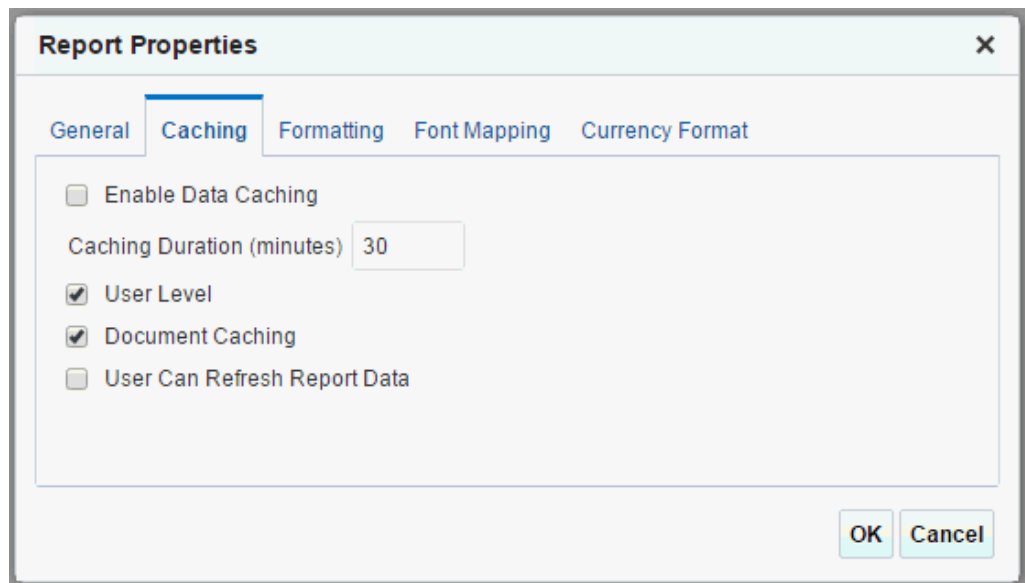 Report Properties
General Caching Formatting Font Mapping Currency Format
Enable Data Caching
Caching Duration (minutes) 30
User Level
Document Caching
User Can Refresh Report Data
OK Cancel